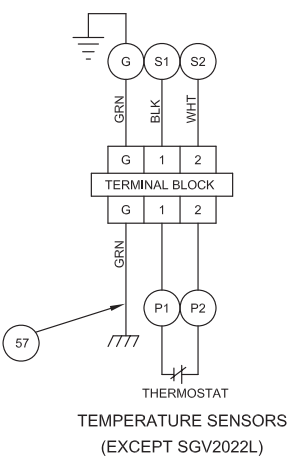 G S1 S2
GRN BLK WHT
G 1 2
TERMINAL BLOCK
G 1 2
GRN
P1 P2
57
THERMOSTAT
TEMPERATURE SENSORS
(EXCEPT SGV2022L)